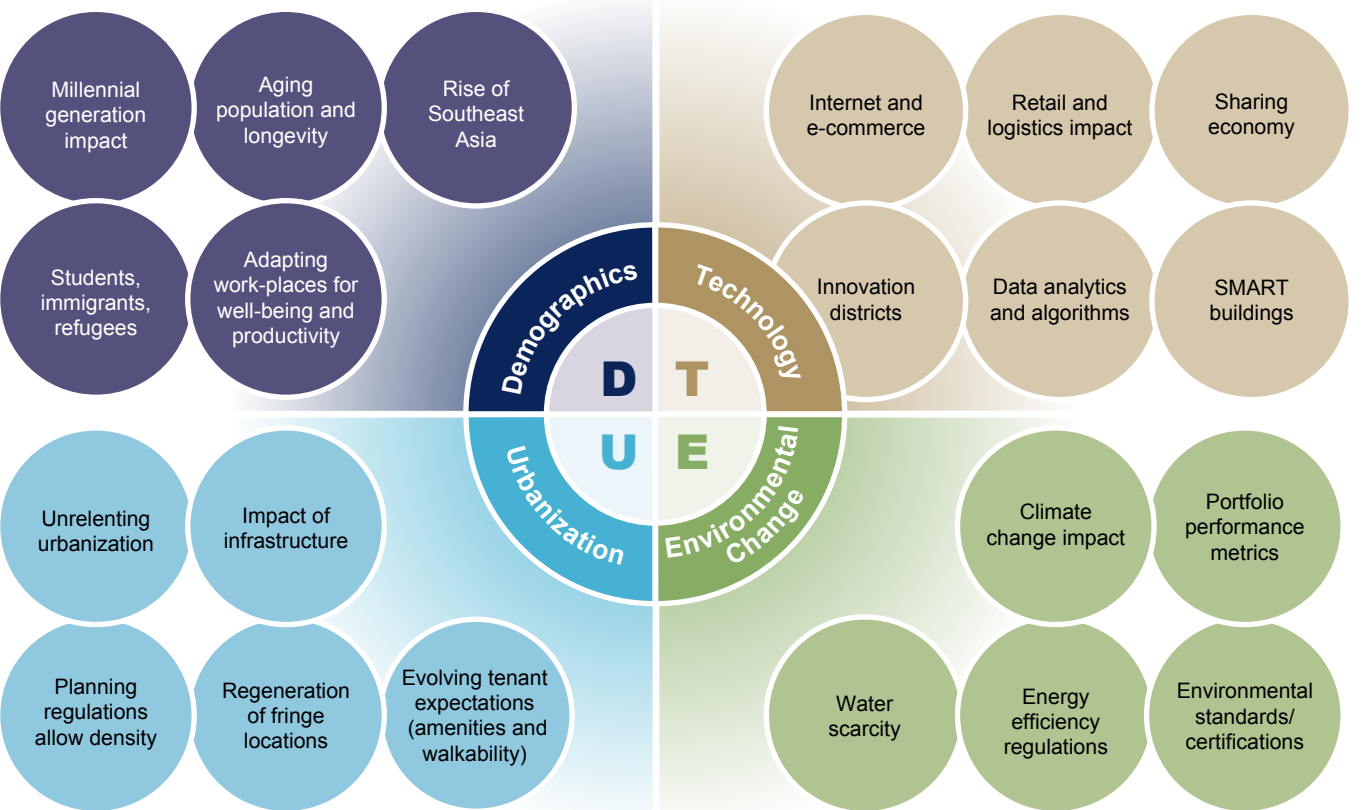 Millennial
generation
impact
Aging
population and
longevity
Rise of
Southeast
Asia
Students,
immigrants,
refugees
Adapting
work-places for
well-being and
productivity
Internet and
e-commerce
Retail and
logistics impact
Sharing
economy
Innovation
districts
Data analytics
and algorithms
SMART
buildings
Demographics
Technology
D
T
U
E
Urbanization
Environmental
Change
Unrelenting
urbanization
Impact of
infrastructure
Planning
regulations
allow density
Regeneration
of fringe
locations
Evolving tenant
expectations
(amenities and
walkability)
Climate
change impact
Portfolio
performance
metrics
Water
scarcity
Energy
efficiency
regulations
Environmental
standards/
certifications